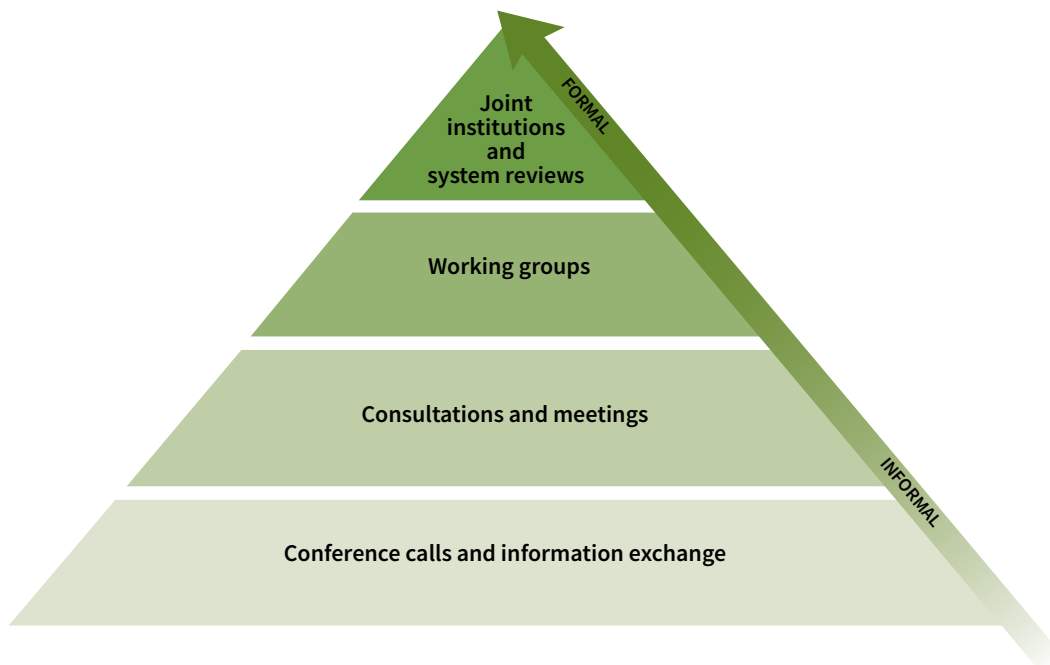 Joint
institutions
and
system reviews
FORMAL
Working groups
Consultations and meetings
INFORMAL
Conference calls and information exchange